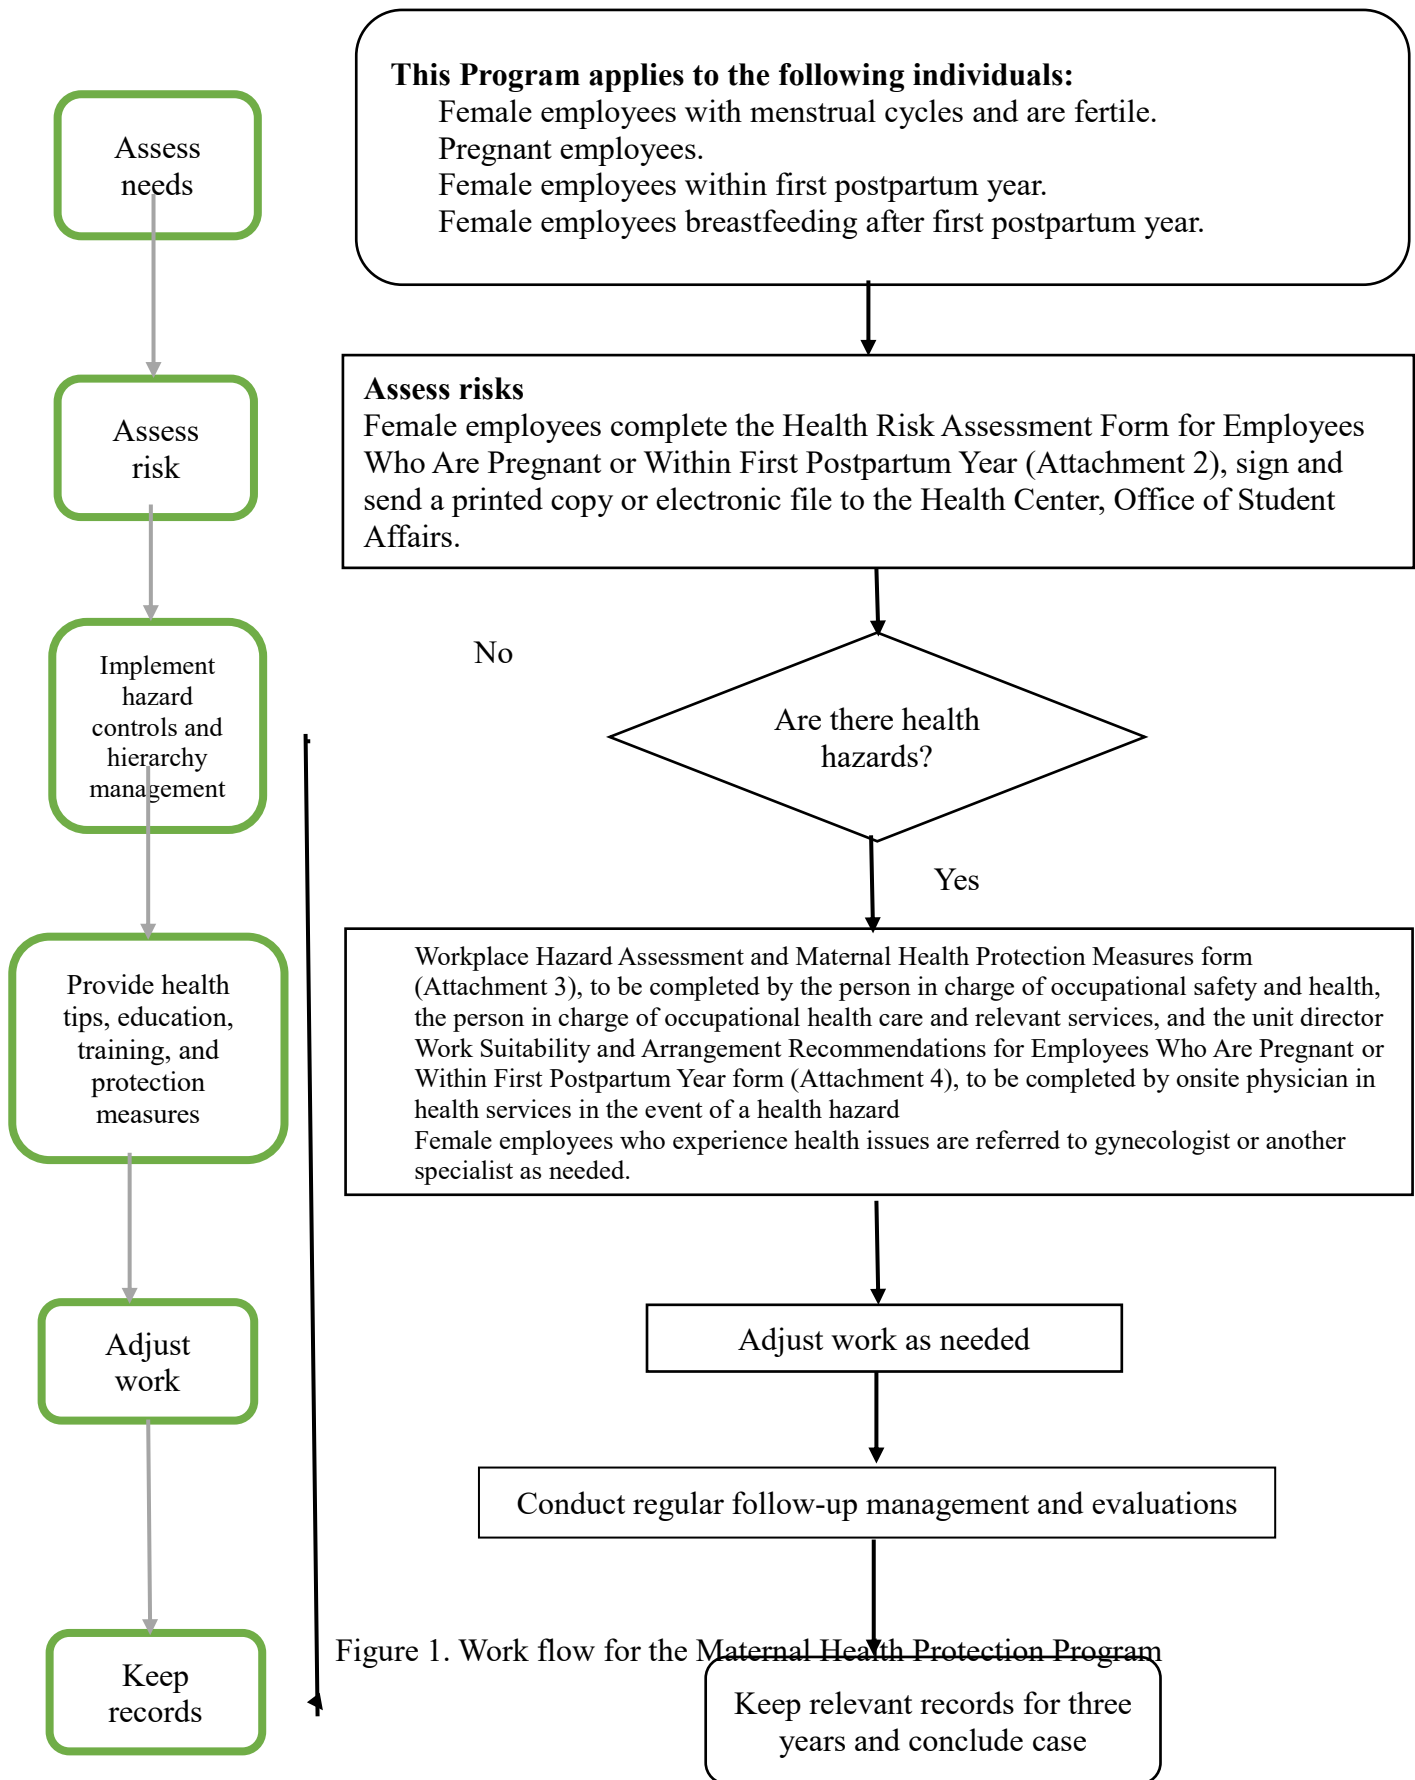 This Program applies to the following individuals:
Female employees with menstrual cycles and are fertile.
Pregnant employees.
Female employees within first postpartum year.
Female employees breastfeeding after first postpartum year.
Assess
needs
Assess risks
Female employees complete the Health Risk Assessment Form for Employees
Who Are Pregnant or Within First Postpartum Year (Attachment 2), sign and
send a printed copy or electronic file to the Health Center, Office of Student
Affairs.
Assess
risk
No
Are there health
hazards?
Yes
Implement
hazard
controls and
hierarchy
management
Workplace Hazard Assessment and Maternal Health Protection Measures form
(Attachment 3), to be completed by the person in charge of occupational safety and health,
the person in charge of occupational health care and relevant services, and the unit director
Work Suitability and Arrangement Recommendations for Employees Who Are Pregnant or
Within First Postpartum Year form (Attachment 4), to be completed by onsite physician in
health services in the event of a health hazard
Female employees who experience health issues are referred to gynecologist or another
specialist as needed.
Provide health
tips, education,
training, and
protection
measures
Adjust work as needed
Adjust
work
Conduct regular follow-up management and evaluations
Figure 1. Work flow for the Maternal Health Protection Program
Keep
records
Keep relevant records for three
years and conclude case